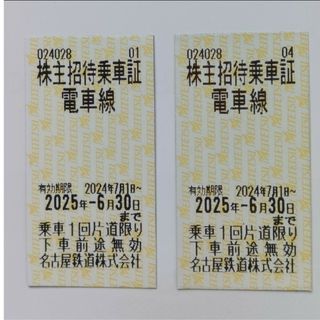 024028 01
株主招待乗車証
電車線
有効期限 2024年7月1日~
2025年-6月30日
まで
乗車1回片道限り
下車前途無効
名古屋鉄道株式会社
024028 04
株主招待乗車証
電車線
有効期限 2024年7月1日~
2025年-6月30日
まで
乗車1回片道限り
下車前途無効
名古屋鉄道株式会社